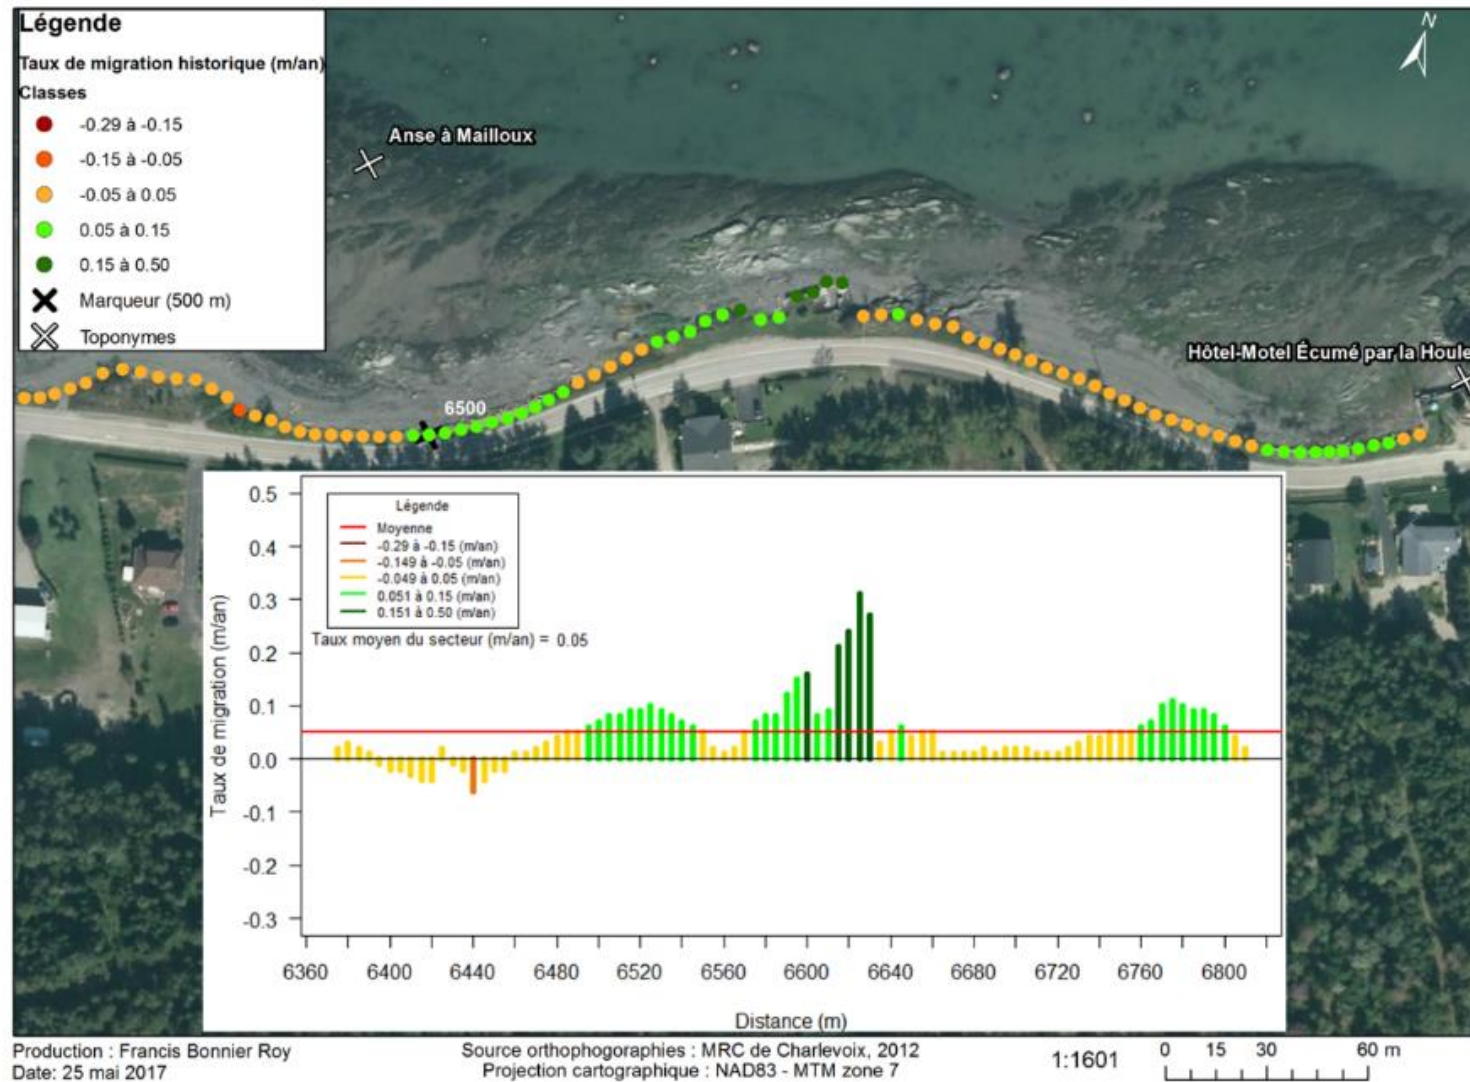 Légende
Taux de migration historique (m/an)
Classes
-0.29 à -0.15
-0.15 à -0.05
-0.05 à 0.05
0.05 à 0.15
0.15 à 0.50
Marqueur (500 m)
Toponymes
N
Anse à Mailloux
Hôtel-Motel Écumé par la Houle
6500
Légende
Moyenne
-0.29 à -0.15 (m/an)
-0.149 à -0.05 (m/an)
-0.049 à 0.05 (m/an)
0.051 à 0.15 (m/an)
0.151 à 0.50 (m/an)
Taux moyen du secteur (m/an) = 0.05
Taux de migration (m/an)
0.5
0.4
0.3
0.2
0.1
0.0
-0.1
-0.2
-0.3
6360 6400 6440 6480 6520 6560 6600 6640 6680 6720 6760 6800
Distance (m)
Production : Francis Bonnier Roy
Date: 25 mai 2017
Source orthophogoraphies : MRC de Charlevoix, 2012
Projection cartographique : NAD83 - MTM zone 7
1:1601
0 15 30 60 m